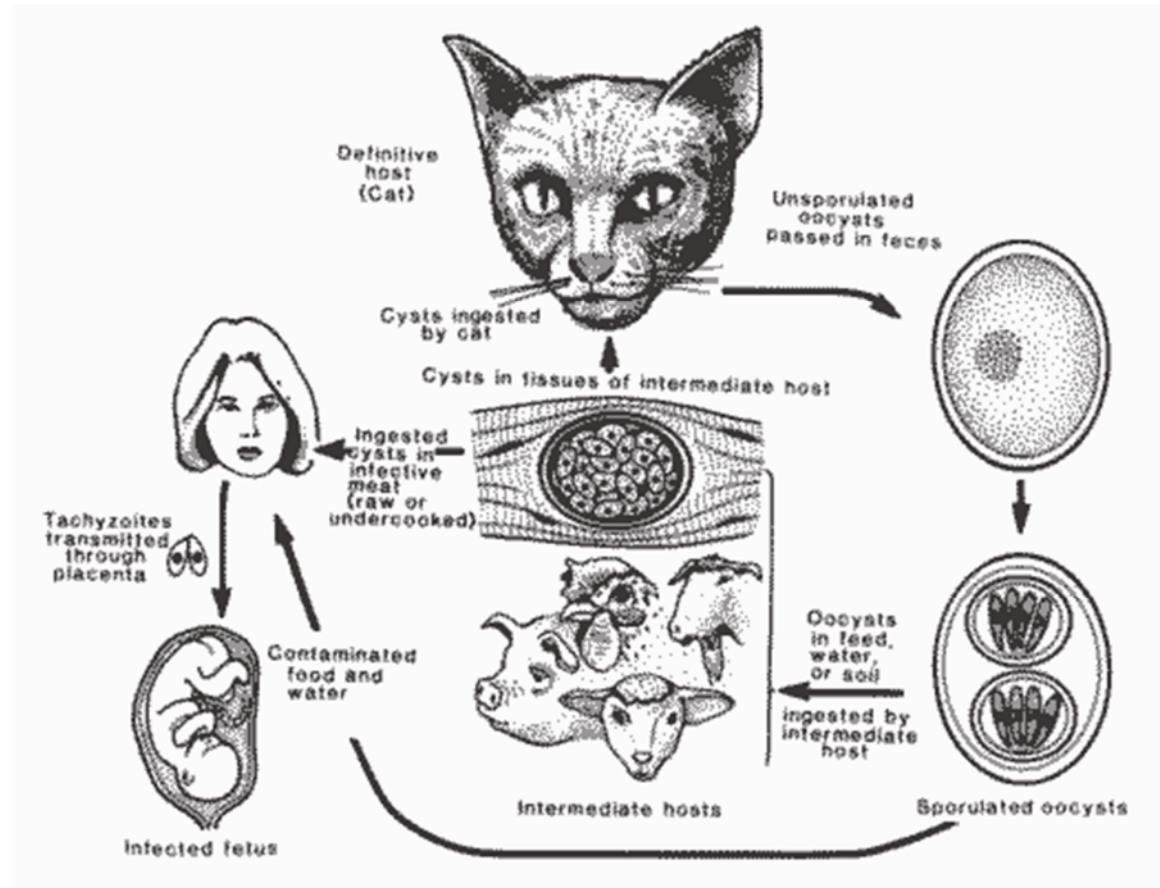 Definitive
host
(Cat)
Unsporulated
oocysts
passed in feces
Cysts ingested
by cat
Cysts in tissues of intermediate host
Ingested
cysts in
infective
meat
(raw or
undercooked)
Tachyzoites
transmitted
through
placenta
Contaminated
food and
water
Oocysts
in feed,
water,
or soil
ingested by
intermediate
host
Intermediate hosts
Sporulated oocysts
Infected fetus